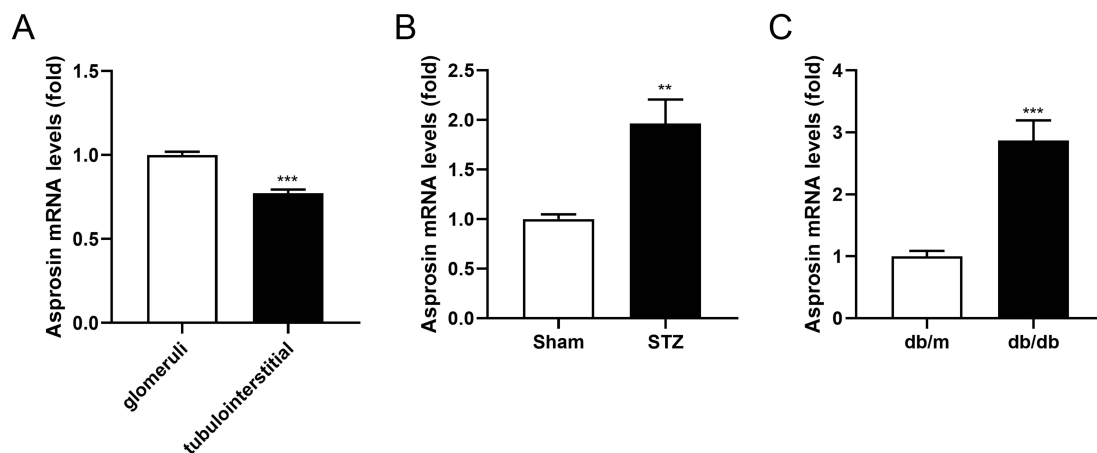 A
Asprosin mRNA levels (fold)
1.5
1.0
0.5
0.0
***
glomeruli
tubulointerstitial
B
Asprosin mRNA levels (fold)
2.5
2.0
1.5
1.0
0.5
0.0
**
Sham
STZ
C
Asprosin mRNA levels (fold)
4
3
2
1
0
***
db/m
db/db